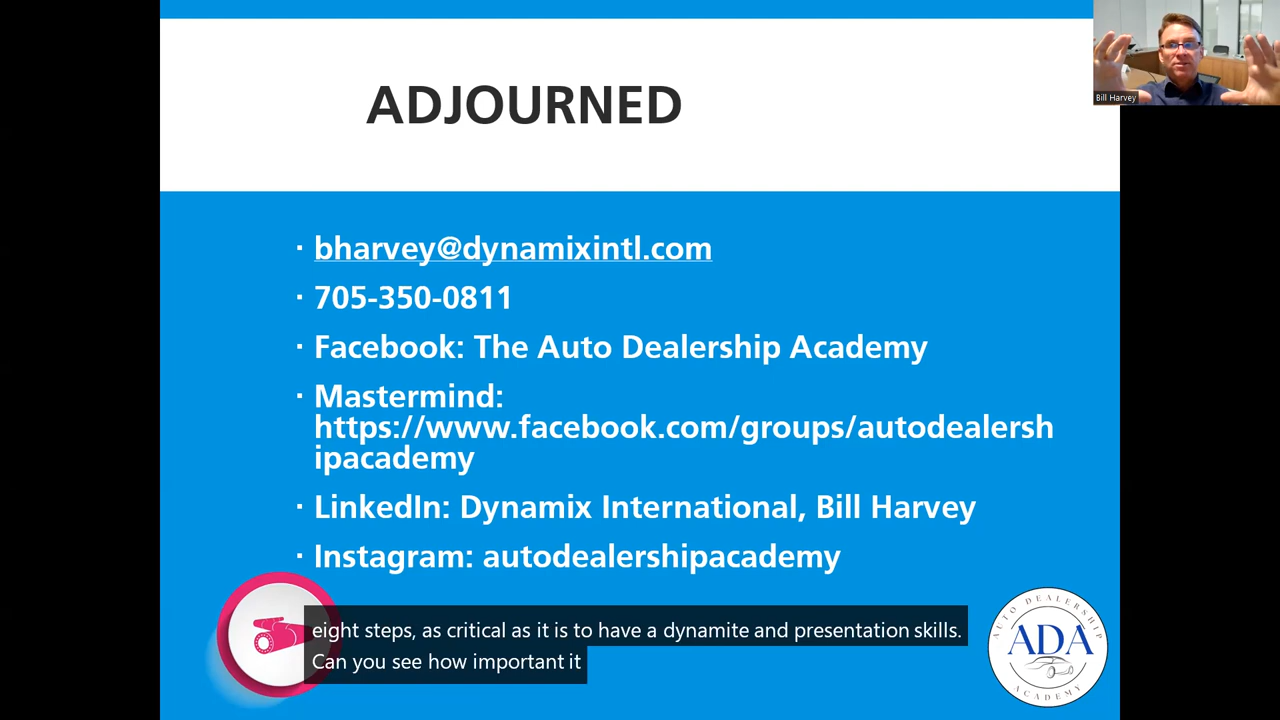 ADJOURNED
Bill Harvey
· bharvey@dynamixintl.com
· 705-350-0811
· Facebook: The Auto Dealership Academy
· Mastermind:
https://www.facebook.com/groups/autodealersh
ipacademy
· LinkedIn: Dynamix International, Bill Harvey
· Instagram: autodealershipacademy
eight steps, as critical as it is to have a dynamite and presentation skills.
Can you see how important it
AUTO DEALERSHIP
ADA
ACADEMY